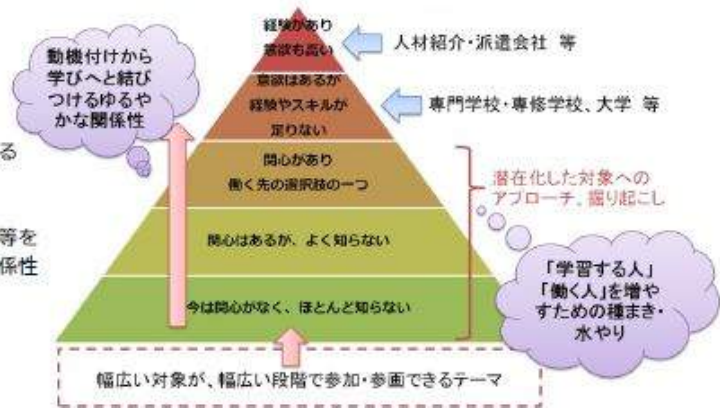 経験があり
意欲も高い
人材紹介・派遣会社 等
動機付けから
学びへと結び
つけるゆるや
かな関係性
意欲はあるが
経験やスキルが
足りない
専門学校・専修学校、大学 等
る
関心があり
働く先の選択肢の一つ
潜在化した対象への
アプローチ、掘り起こし
等を
係性
関心はあるが、よく知らない
「学習する人」
「働く人」を増や
すための種まき・
水やり
今は関心がなく、ほとんど知らない
幅広い対象が、幅広い段階で参加・参画できるテーマ